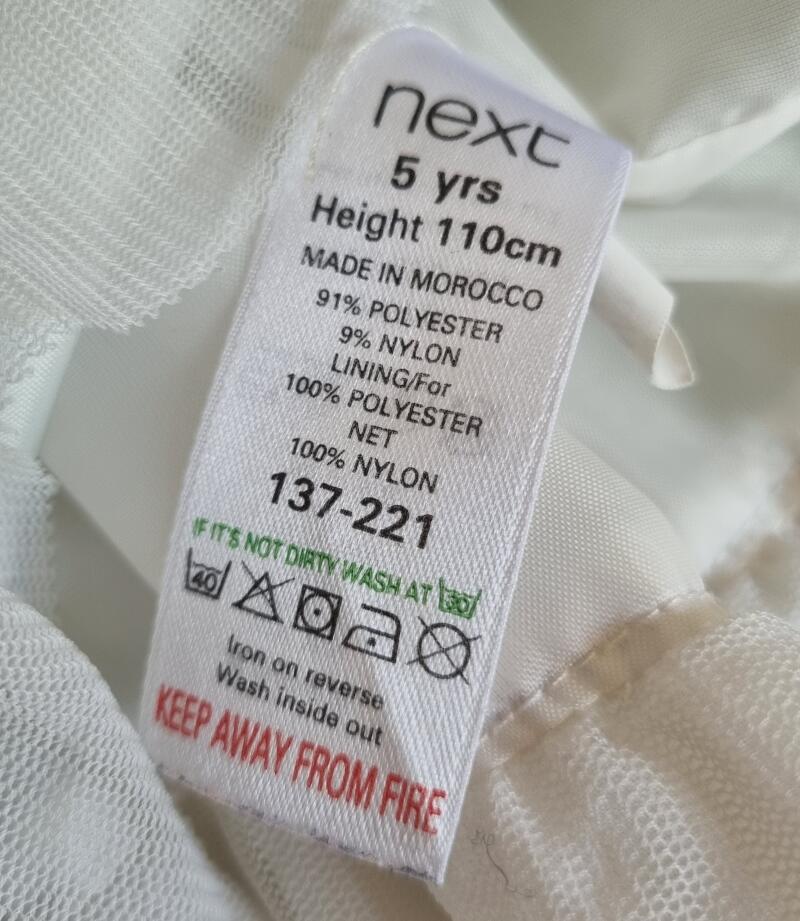 next
5 yrs
Height 110cm
MADE IN MOROCCO
91% POLYESTER
9% NYLON
LINING/For
100% POLYESTER
NET
100% NYLON
137-221
IF IT'S NOT DIRTY WASH AT 30
40
Iron on reverse
Wash inside out
KEEP AWAY FROM FIRE